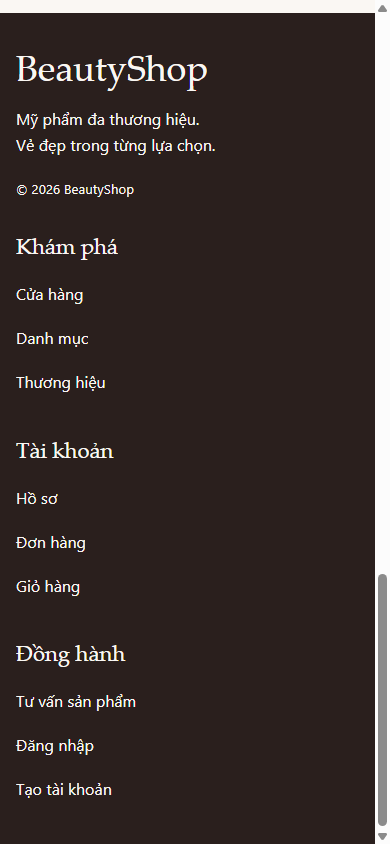 BeautyShop
Mỹ phẩm đa thương hiệu.
Vẻ đẹp trong từng lựa chọn.
© 2026 BeautyShop
Khám phá
Cửa hàng
Danh mục
Thương hiệu
Tài khoản
Hồ sơ
Đơn hàng
Giỏ hàng
Đồng hành
Tư vấn sản phẩm
Đăng nhập
Tạo tài khoản